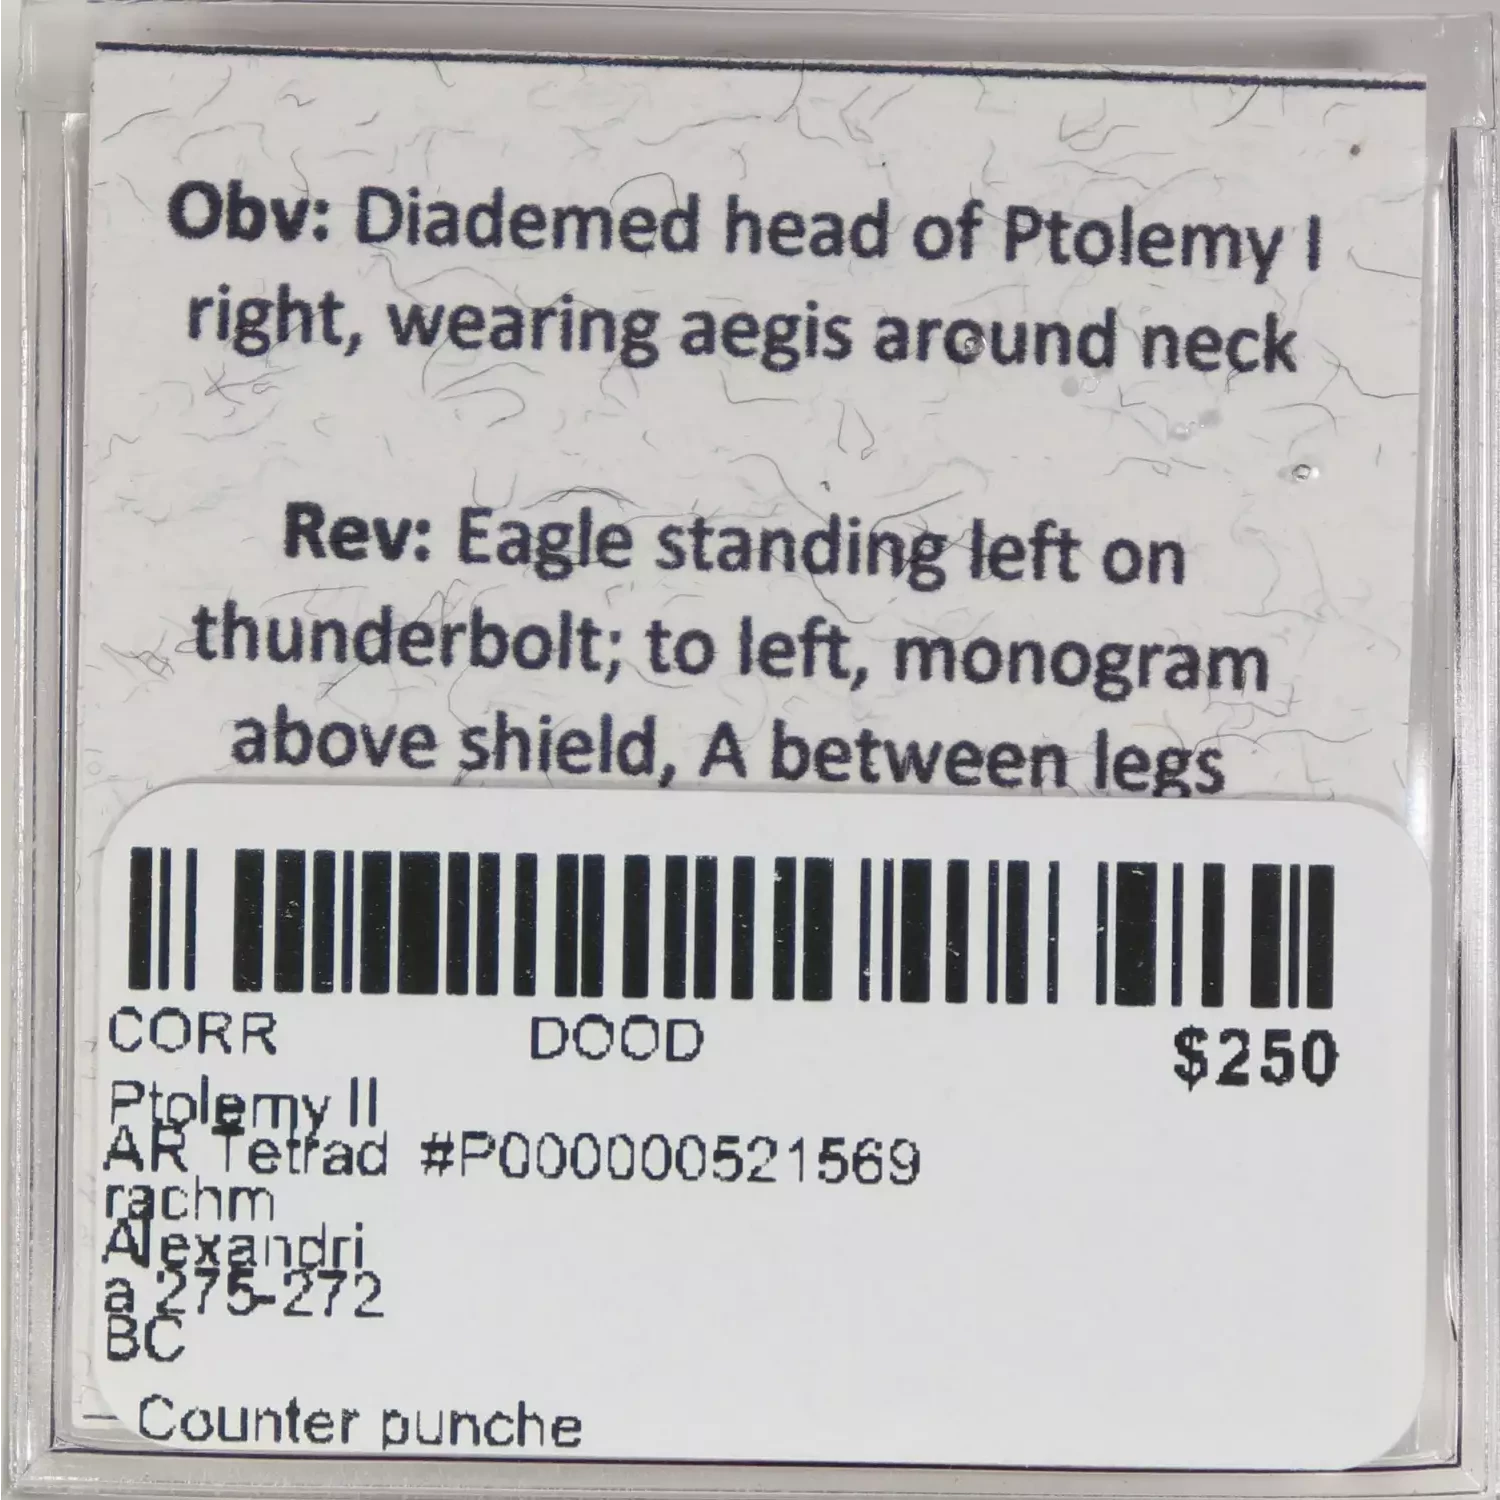 Obv: Diademed head of Ptolemy I
right, wearing aegis around neck
Rev: Eagle standing left on
thunderbolt; to left, monogram
above shield, A between legs
CORR DOOD $250
Ptolemy II
AR Tetrad #P000000521569
rachm
Alexandri
a 275-272
BC
Counter punche